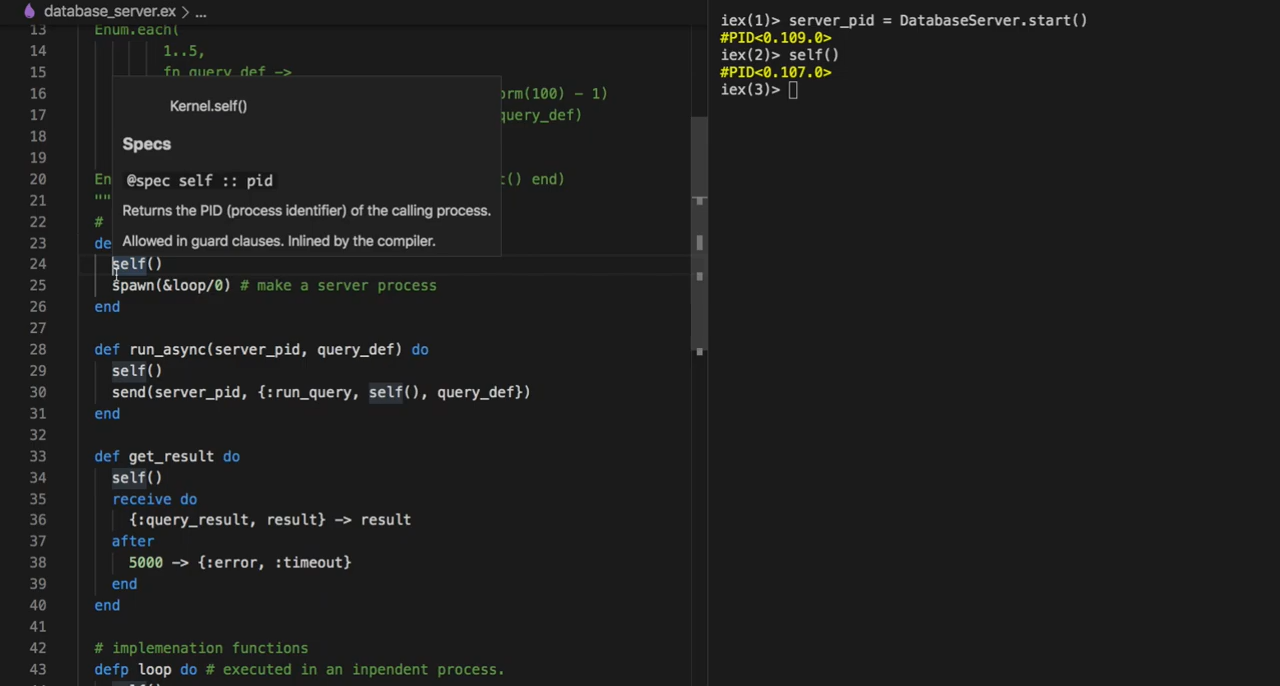 database_server.ex > ...
13 Enum.each(
14 1..5,
15 fn query_def ->
16 orm(100) - 1)
17 query_def)
18
19
20 En t() end)
21 ""
22 #
23 de
24 self()
25 spawn(&loop/0) # make a server process
26 end
27
28 def run_async(server_pid, query_def) do
29 self()
30 send(server_pid, {:run_query, self(), query_def})
31 end
32
33 def get_result do
34 self()
35 receive do
36 {:query_result, result} -> result
37 after
38 5000 -> {:error, :timeout}
39 end
40 end
41
42 # implemenation functions
43 defp loop do # executed in an inpendent process.
Kernel.self()
Specs
@spec self :: pid
Returns the PID (process identifier) of the calling process.
Allowed in guard clauses. Inlined by the compiler.
iex(1)> server_pid = DatabaseServer.start()
#PID<0.109.0>
iex(2)> self()
#PID<0.107.0>
iex(3)>